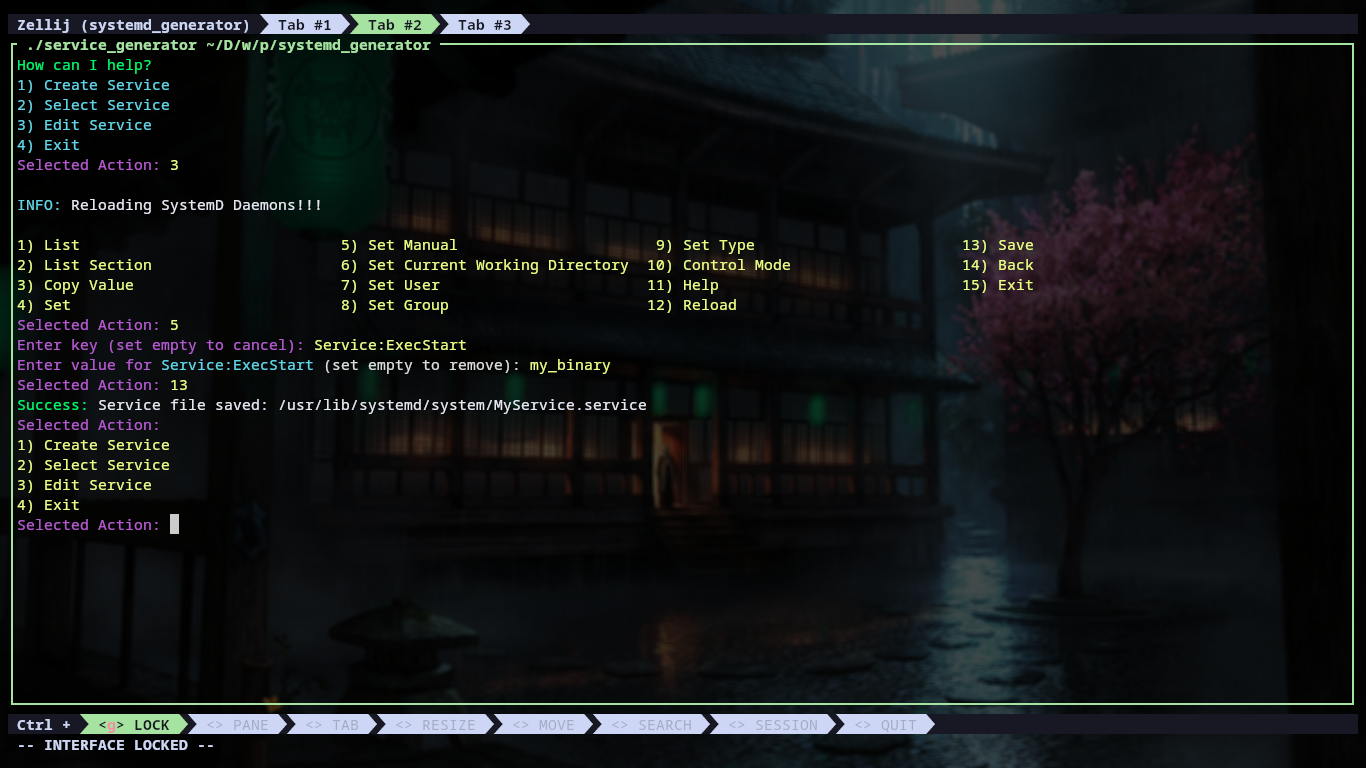 Zellij (systemd_generator) Tab #1 Tab #2 Tab #3
./service_generator ~/D/w/p/systemd_generator
How can I help?
1) Create Service
2) Select Service
3) Edit Service
4) Exit
Selected Action: 3
INFO: Reloading SystemD Daemons!!!
1) List 5) Set Manual 9) Set Type 13) Save
2) List Section 6) Set Current Working Directory 10) Control Mode 14) Back
3) Copy Value 7) Set User 11) Help 15) Exit
4) Set 8) Set Group 12) Reload
Selected Action: 5
Enter key (set empty to cancel): Service:ExecStart
Enter value for Service:ExecStart (set empty to remove): my_binary
Selected Action: 13
Success: Service file saved: /usr/lib/systemd/system/MyService.service
Selected Action:
1) Create Service
2) Select Service
3) Edit Service
4) Exit
Selected Action:
Ctrl + <g> LOCK <> PANE <> TAB <> RESIZE <> MOVE <> SEARCH <> SESSION <> QUIT
-- INTERFACE LOCKED --